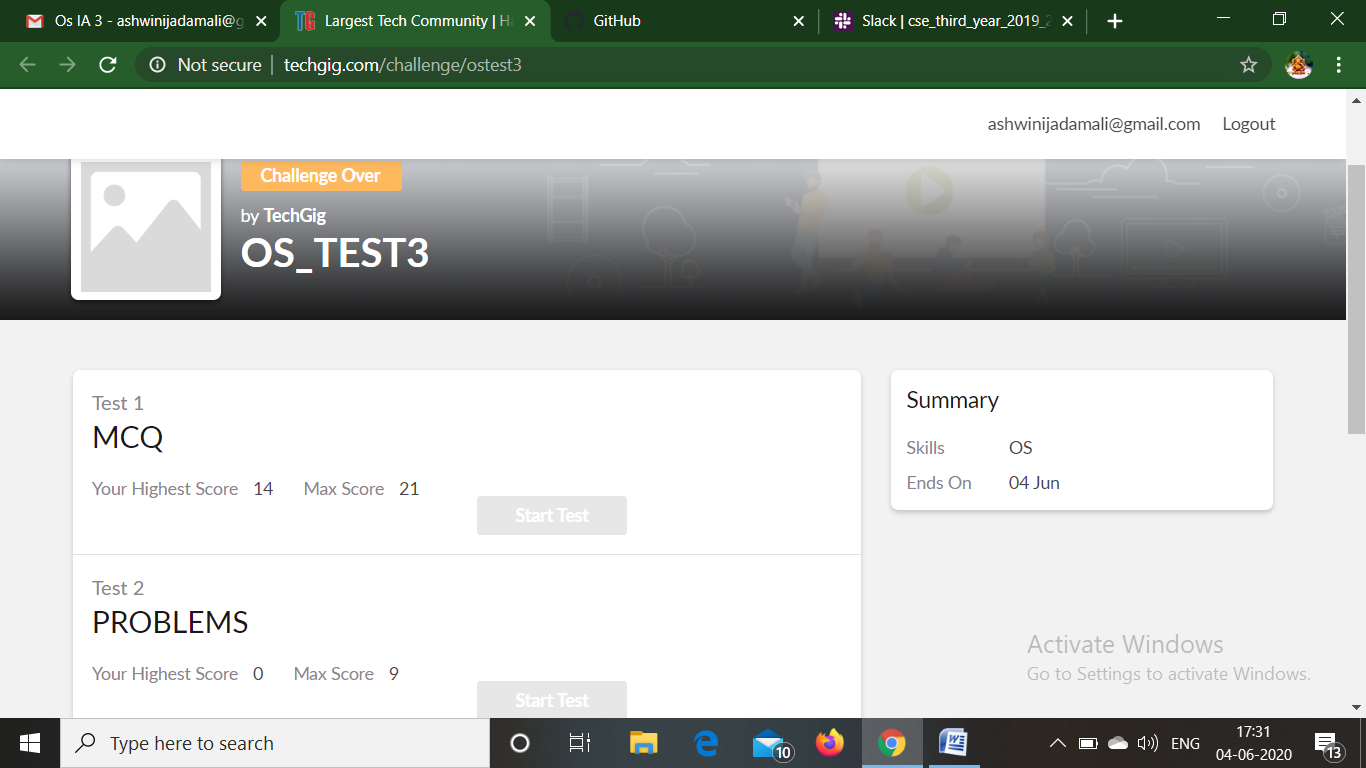 Os IA 3 - ashwinijadamali@g
Largest Tech Community | Ha
GitHub
Slack | cse_third_year_2019_2
Not secure | techgig.com/challenge/ostest3
ashwinijadamali@gmail.com Logout
Challenge Over
by TechGig
OS_TEST3
Test 1
MCQ
Your Highest Score 14 Max Score 21
Start Test
Test 2
PROBLEMS
Your Highest Score 0 Max Score 9
Start Test
Summary
Skills OS
Ends On 04 Jun
Activate Windows
Go to Settings to activate Windows.
Type here to search
10
ENG
17:31
04-06-2020
13